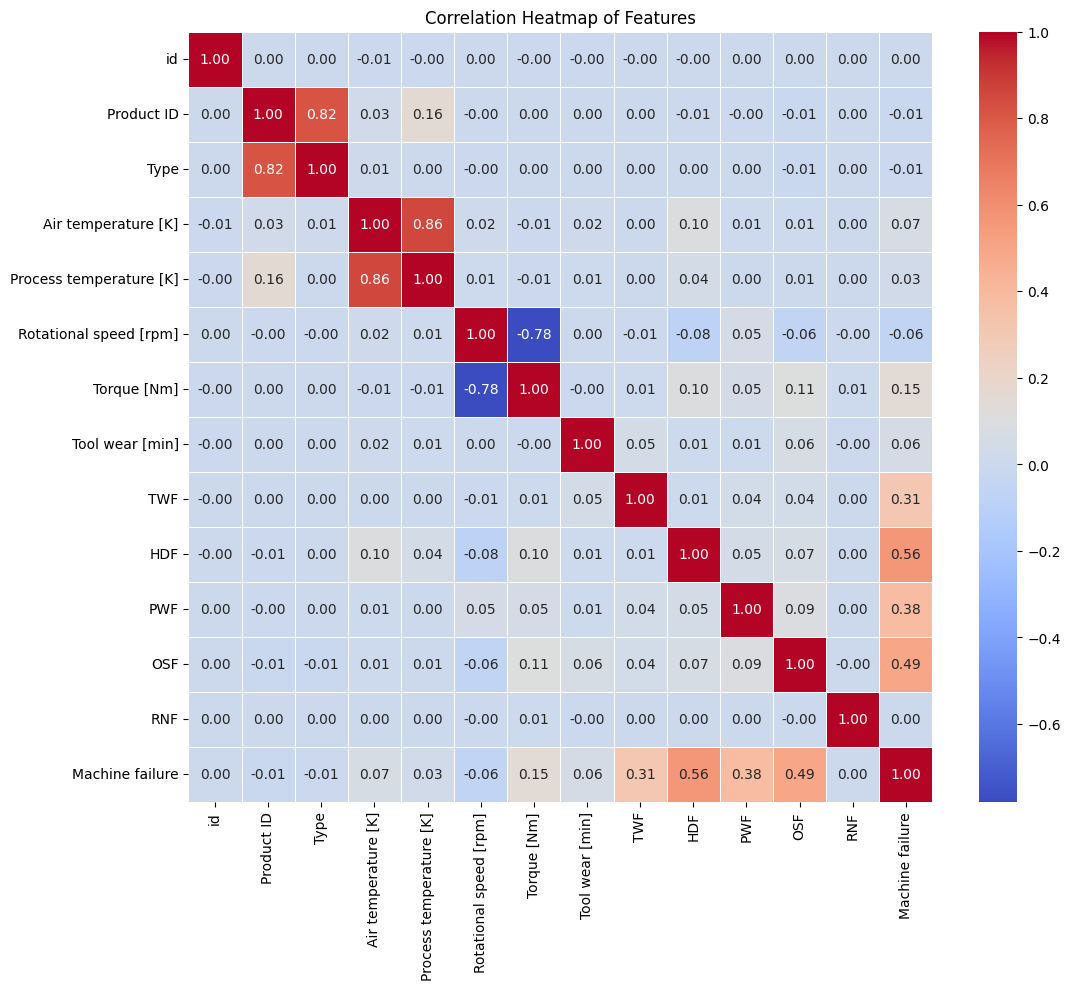 Correlation Heatmap of Features
id 1.00 0.00 0.00 -0.01 -0.00 0.00 -0.00 -0.00 -0.00 -0.00 0.00 0.00 0.00 0.00
Product ID 0.00 1.00 0.82 0.03 0.16 -0.00 0.00 0.00 0.00 -0.01 -0.00 -0.01 0.00 -0.01
Type 0.00 0.82 1.00 0.01 0.00 -0.00 0.00 0.00 0.00 0.00 0.00 -0.01 0.00 -0.01
Air temperature [K] -0.01 0.03 0.01 1.00 0.86 0.02 -0.01 0.02 0.00 0.10 0.01 0.01 0.00 0.07
Process temperature [K] -0.00 0.16 0.00 0.86 1.00 0.01 -0.01 0.01 0.00 0.04 0.00 0.01 0.00 0.03
Rotational speed [rpm] 0.00 -0.00 -0.00 0.02 0.01 1.00 -0.78 0.00 -0.01 -0.08 0.05 -0.06 -0.00 -0.06
Torque [Nm] -0.00 0.00 0.00 -0.01 -0.01 -0.78 1.00 -0.00 0.01 0.10 0.05 0.11 0.01 0.15
Tool wear [min] -0.00 0.00 0.00 0.02 0.01 0.00 -0.00 1.00 0.05 0.01 0.01 0.06 -0.00 0.06
TWF -0.00 0.00 0.00 0.00 0.00 -0.01 0.01 0.05 1.00 0.01 0.04 0.04 0.00 0.31
HDF -0.00 -0.01 0.00 0.10 0.04 -0.08 0.10 0.01 0.01 1.00 0.05 0.07 0.00 0.56
PWF 0.00 -0.00 0.00 0.01 0.00 0.05 0.05 0.01 0.04 0.05 1.00 0.09 0.00 0.38
OSF 0.00 -0.01 -0.01 0.01 0.01 -0.06 0.11 0.06 0.04 0.07 0.09 1.00 -0.00 0.49
RNF 0.00 0.00 0.00 0.00 0.00 -0.00 0.01 -0.00 0.00 0.00 0.00 -0.00 1.00 0.00
Machine failure 0.00 -0.01 -0.01 0.07 0.03 -0.06 0.15 0.06 0.31 0.56 0.38 0.49 0.00 1.00
id
Product ID
Type
Air temperature [K]
Process temperature [K]
Rotational speed [rpm]
Torque [Nm]
Tool wear [min]
TWF
HDF
PWF
OSF
RNF
Machine failure
1.0
0.8
0.6
0.4
0.2
0.0
−0.2
−0.4
−0.6